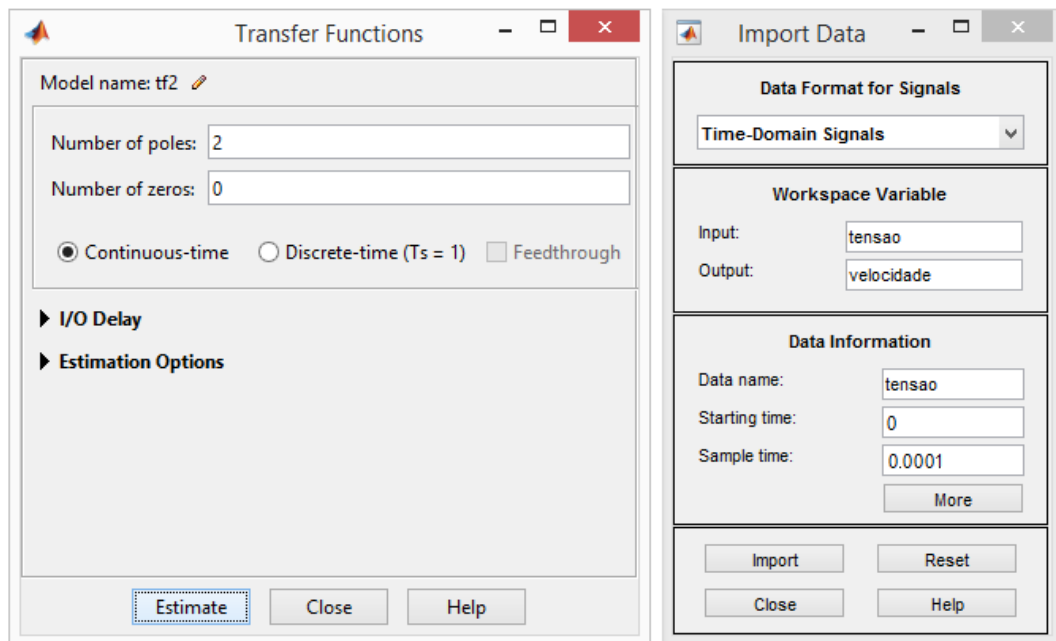 Transfer Functions
Model name: tf2
Number of poles: 2
Number of zeros: 0
Continuous-time Discrete-time (Ts = 1) Feedthrough
I/O Delay
Estimation Options
Estimate Close Help
Import Data
Data Format for Signals
Time-Domain Signals
Workspace Variable
Input: tensao
Output: velocidade
Data Information
Data name: tensao
Starting time: 0
Sample time: 0.0001
More
Import Reset
Close Help